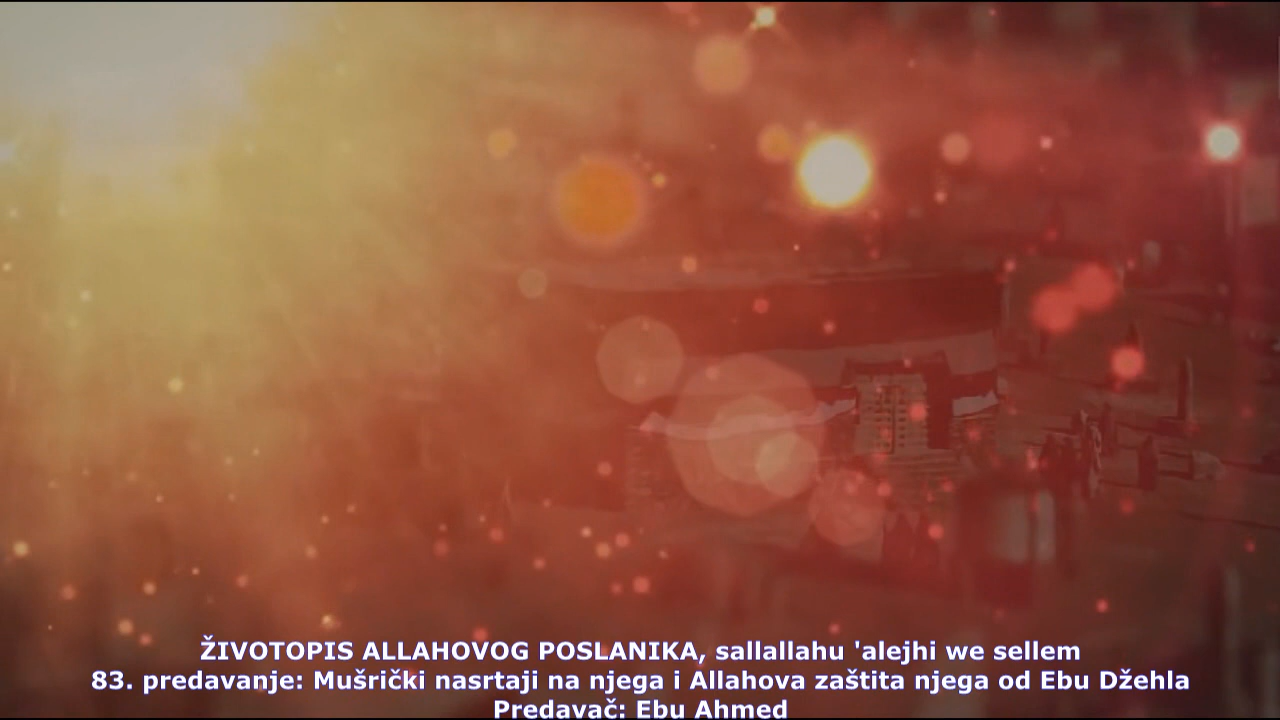 ŽIVOTOPIS ALLAHOVOG POSLANIKA, sallallahu 'alejhi we sellem
83. predavanje: Mušrički nasrtaji na njega i Allahova zaštita njega od Ebu Džehla
Predavač: Ebu Ahmed